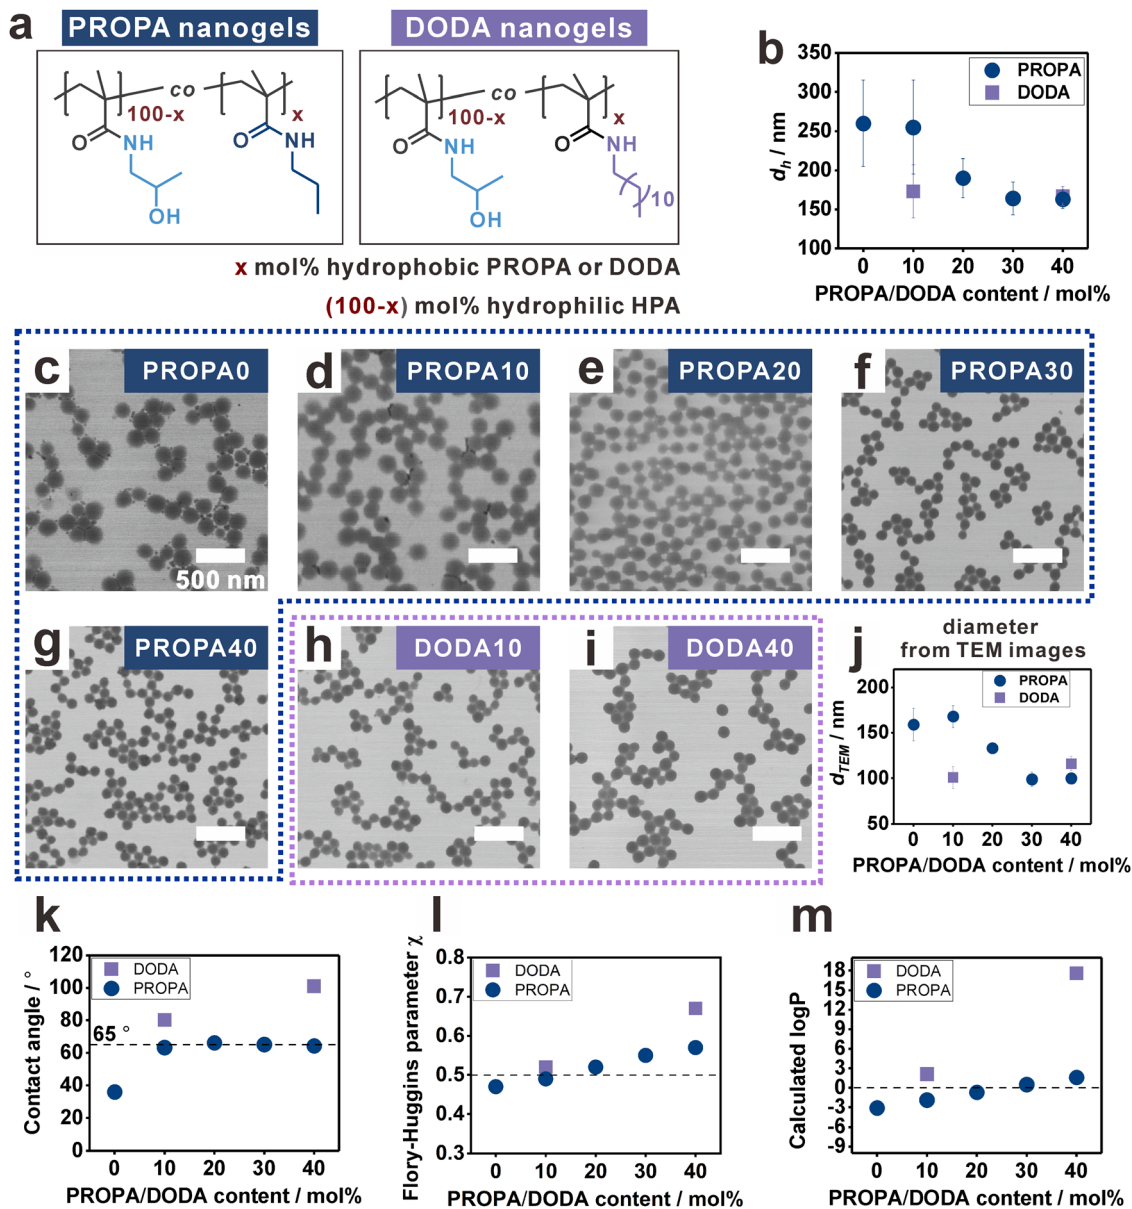 a
PROPA nanogels
DODA nanogels
co
100-x
x
O
NH
NH
O
OH
co
100-x
x
O
NH
O
NH
OH
10
x mol% hydrophobic PROPA or DODA
(100-x) mol% hydrophilic HPA
b
350
300
250
200
150
100
dh / nm
PROPA
DODA
0 10 20 30 40
PROPA/DODA content / mol%
c
PROPA0
500 nm
d
PROPA10
e
PROPA20
f
PROPA30
g
PROPA40
h
DODA10
i
DODA40
j
diameter
from TEM images
200
150
100
50
dTEM / nm
PROPA
DODA
0 10 20 30 40
PROPA/DODA content / mol%
k
120
100
80
60
40
20
0
Contact angle / °
DODA
PROPA
65 °
0 10 20 30 40
PROPA/DODA content / mol%
l
0.8
0.7
0.6
0.5
0.4
0.3
Flory-Huggins parameter χ
DODA
PROPA
0 10 20 30 40
PROPA/DODA content / mol%
m
18
15
12
9
6
3
0
-3
-6
-9
Calculated logP
DODA
PROPA
0 10 20 30 40
PROPA/DODA content / mol%